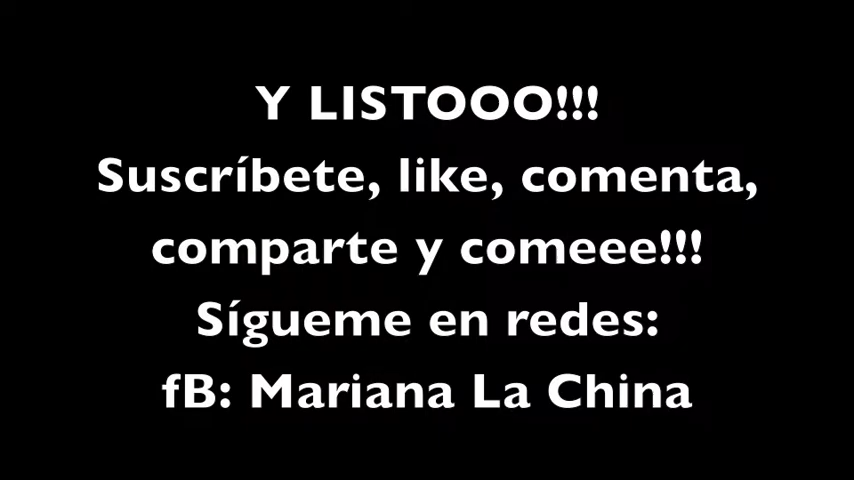 Y LISTOOO!!!
Suscríbete, like, comenta,
comparte y comeee!!!
Sígueme en redes:
fB: Mariana La China